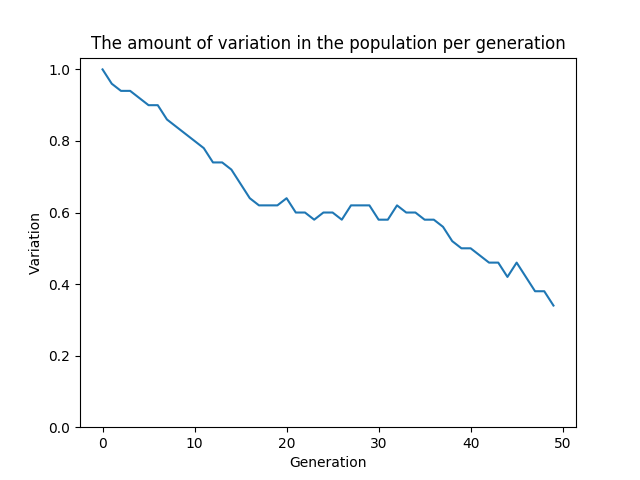 The amount of variation in the population per generation
1.0
0.8
0.6
0.4
0.2
0.0
Variation
0 10 20 30 40 50
Generation